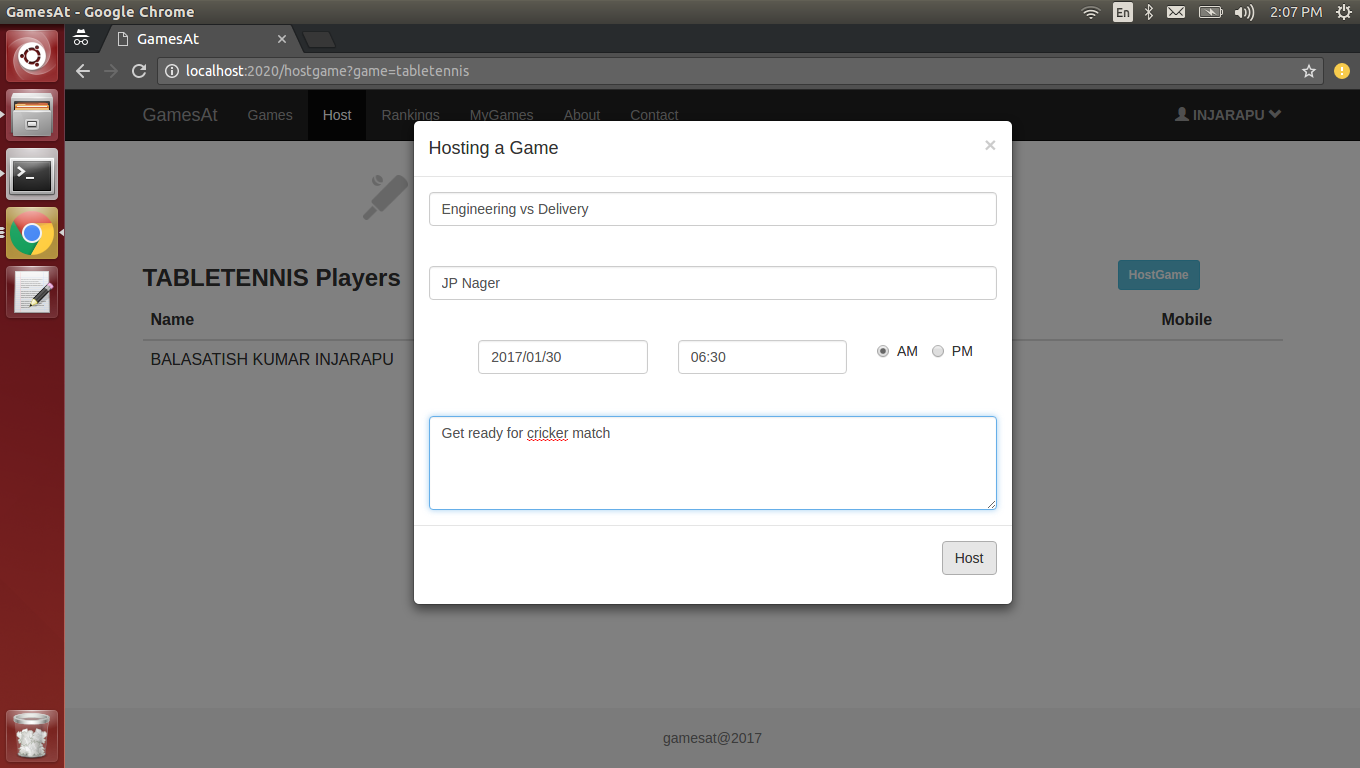 GamesAt - Google Chrome
En
2:07 PM
GamesAt
localhost:2020/hostgame?game=tabletennis
GamesAt Games Host Rankings MyGames About Contact INJARAPU
Hosting a Game
Engineering vs Delivery
TABLETENNIS Players
HostGame
JP Nager
Name
Mobile
BALASATISH KUMAR INJARAPU
2017/01/30
06:30
AM
PM
Get ready for cricker match
Host
gamesat@2017